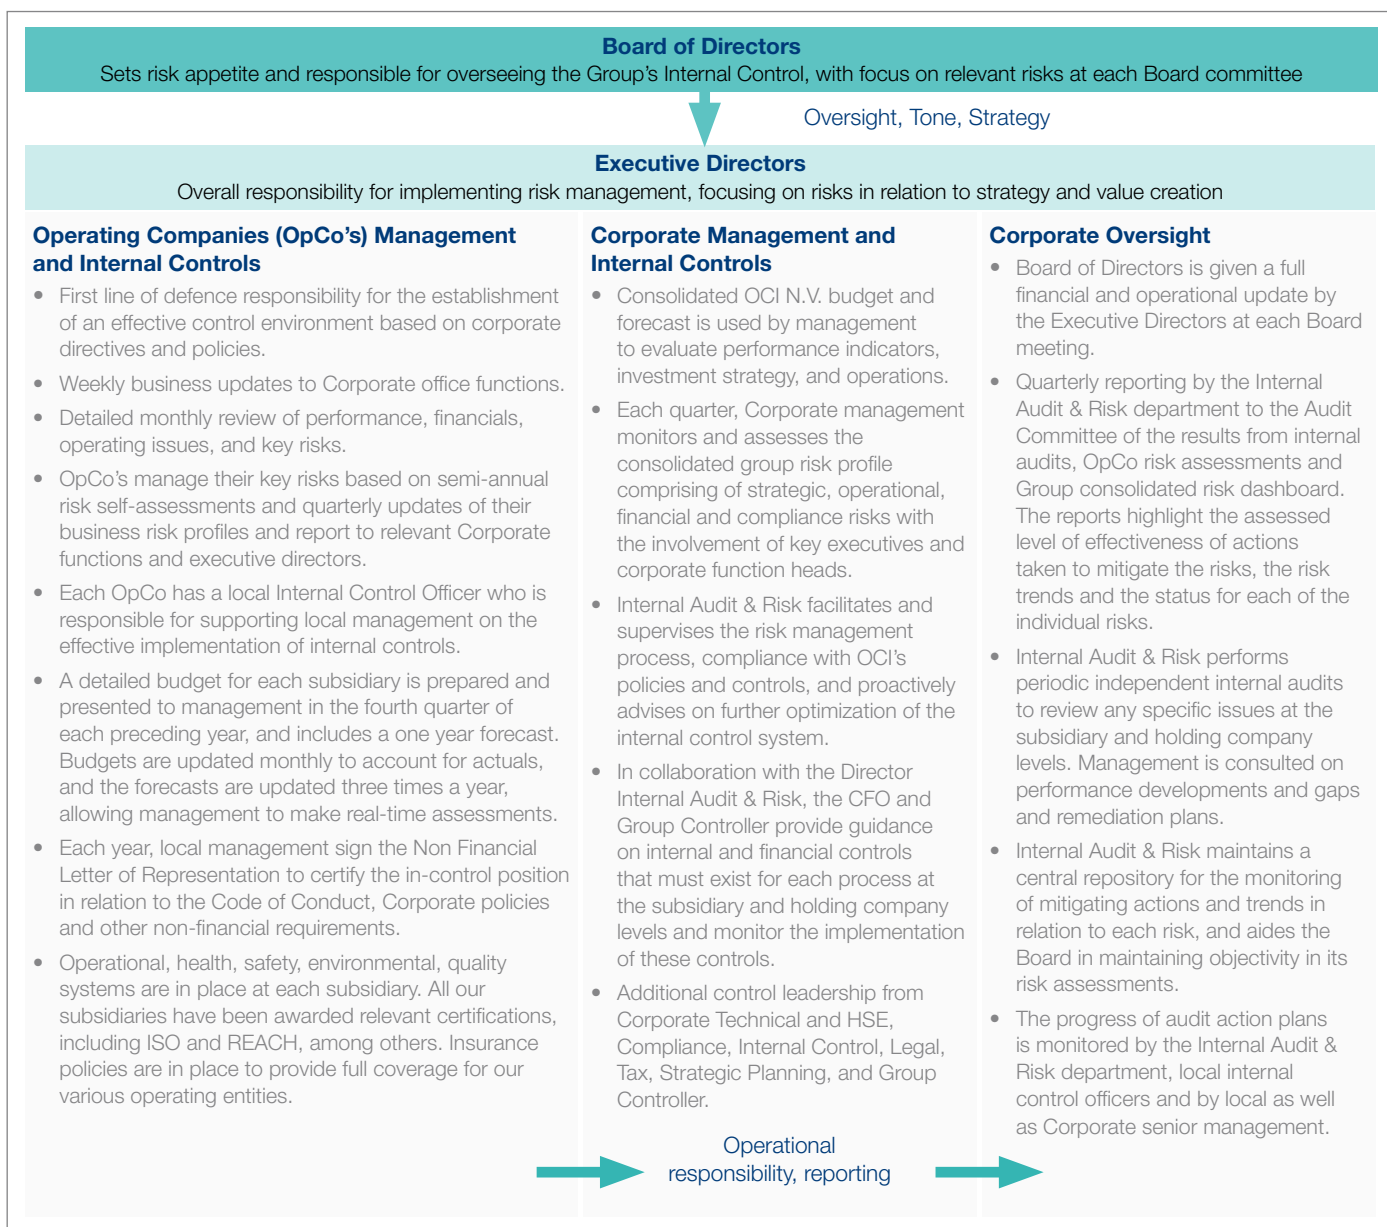 Board of Directors
Sets risk appetite and responsible for overseeing the Group’s Internal Control, with focus on relevant risks at each Board committee
Oversight, Tone, Strategy
Executive Directors
Overall responsibility for implementing risk management, focusing on risks in relation to strategy and value creation
Operating Companies (OpCo’s) Management
and Internal Controls
• First line of defence responsibility for the establishment
of an effective control environment based on corporate
directives and policies.
• Weekly business updates to Corporate office functions.
• Detailed monthly review of performance, financials,
operating issues, and key risks.
• OpCo’s manage their key risks based on semi-annual
risk self-assessments and quarterly updates of their
business risk profiles and report to relevant Corporate
functions and executive directors.
• Each OpCo has a local Internal Control Officer who is
responsible for supporting local management on the
effective implementation of internal controls.
• A detailed budget for each subsidiary is prepared and
presented to management in the fourth quarter of
each preceding year, and includes a one year forecast.
Budgets are updated monthly to account for actuals,
and the forecasts are updated three times a year,
allowing management to make real-time assessments.
• Each year, local management sign the Non Financial
Letter of Representation to certify the in-control position
in relation to the Code of Conduct, Corporate policies
and other non-financial requirements.
• Operational, health, safety, environmental, quality
systems are in place at each subsidiary. All our
subsidiaries have been awarded relevant certifications,
including ISO and REACH, among others. Insurance
policies are in place to provide full coverage for our
various operating entities.
Corporate Management and
Internal Controls
• Consolidated OCI N.V. budget and
forecast is used by management
to evaluate performance indicators,
investment strategy, and operations.
• Each quarter, Corporate management
monitors and assesses the
consolidated group risk profile
comprising of strategic, operational,
financial and compliance risks with
the involvement of key executives and
corporate function heads.
• Internal Audit & Risk facilitates and
supervises the risk management
process, compliance with OCI’s
policies and controls, and proactively
advises on further optimization of the
internal control system.
• In collaboration with the Director
Internal Audit & Risk, the CFO and
Group Controller provide guidance
on internal and financial controls
that must exist for each process at
the subsidiary and holding company
levels and monitor the implementation
of these controls.
• Additional control leadership from
Corporate Technical and HSE,
Compliance, Internal Control, Legal,
Tax, Strategic Planning, and Group
Controller.
Corporate Oversight
• Board of Directors is given a full
financial and operational update by
the Executive Directors at each Board
meeting.
• Quarterly reporting by the Internal
Audit & Risk department to the Audit
Committee of the results from internal
audits, OpCo risk assessments and
Group consolidated risk dashboard.
The reports highlight the assessed
level of effectiveness of actions
taken to mitigate the risks, the risk
trends and the status for each of the
individual risks.
• Internal Audit & Risk performs
periodic independent internal audits
to review any specific issues at the
subsidiary and holding company
levels. Management is consulted on
performance developments and gaps
and remediation plans.
• Internal Audit & Risk maintains a
central repository for the monitoring
of mitigating actions and trends in
relation to each risk, and aides the
Board in maintaining objectivity in its
risk assessments.
• The progress of audit action plans
is monitored by the Internal Audit &
Risk department, local internal
control officers and by local as well
as Corporate senior management.
Operational
responsibility, reporting